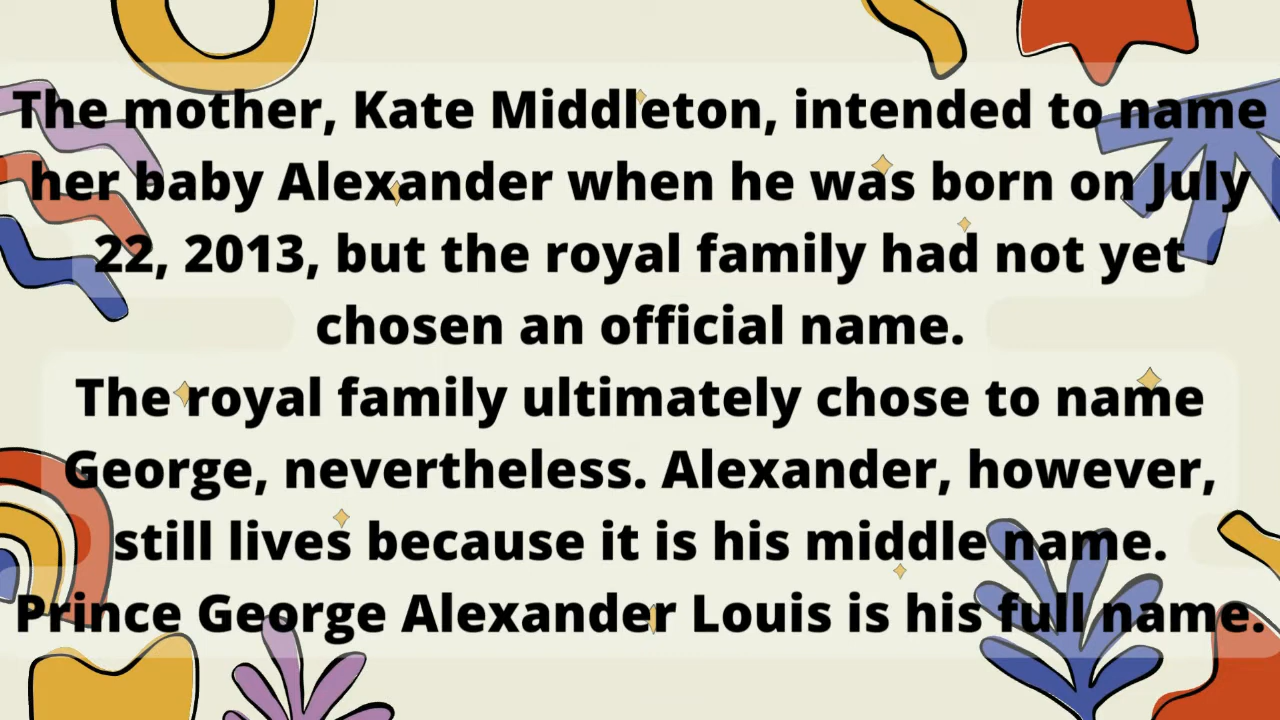 The mother, Kate Middleton, intended to name
her baby Alexander when he was born on July
22, 2013, but the royal family had not yet
chosen an official name.
The royal family ultimately chose to name
George, nevertheless. Alexander, however,
still lives because it is his middle name.
Prince George Alexander Louis is his full name.